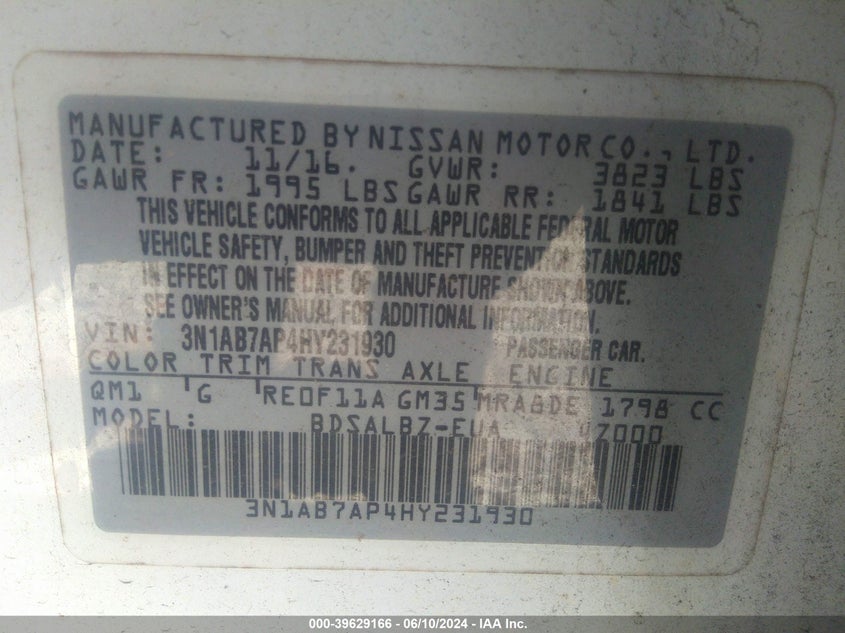 MANUFACTURED BY NISSAN MOTOR CO., LTD.
DATE: 11/16. GVWR: 3823 LBS
GAWR FR: 1995 LBS GAWR RR: 1841 LBS
THIS VEHICLE CONFORMS TO ALL APPLICABLE FEDERAL MOTOR
VEHICLE SAFETY, BUMPER AND THEFT PREVENTION STANDARDS
IN EFFECT ON THE DATE OF MANUFACTURE SHOWN ABOVE.
SEE OWNER'S MANUAL FOR ADDITIONAL INFORMATION.
VIN: 3N1AB7AP4HY231930 PASSENGER CAR.
COLOR TRIM TRANS AXLE ENGINE
QM1 G RE0F11A GM35 MRA8DE 1798 CC
MODEL: BDSALBZ-EUA VZ000
3N1AB7AP4HY231930
000-39629166 - 06/10/2024 - IAA Inc.